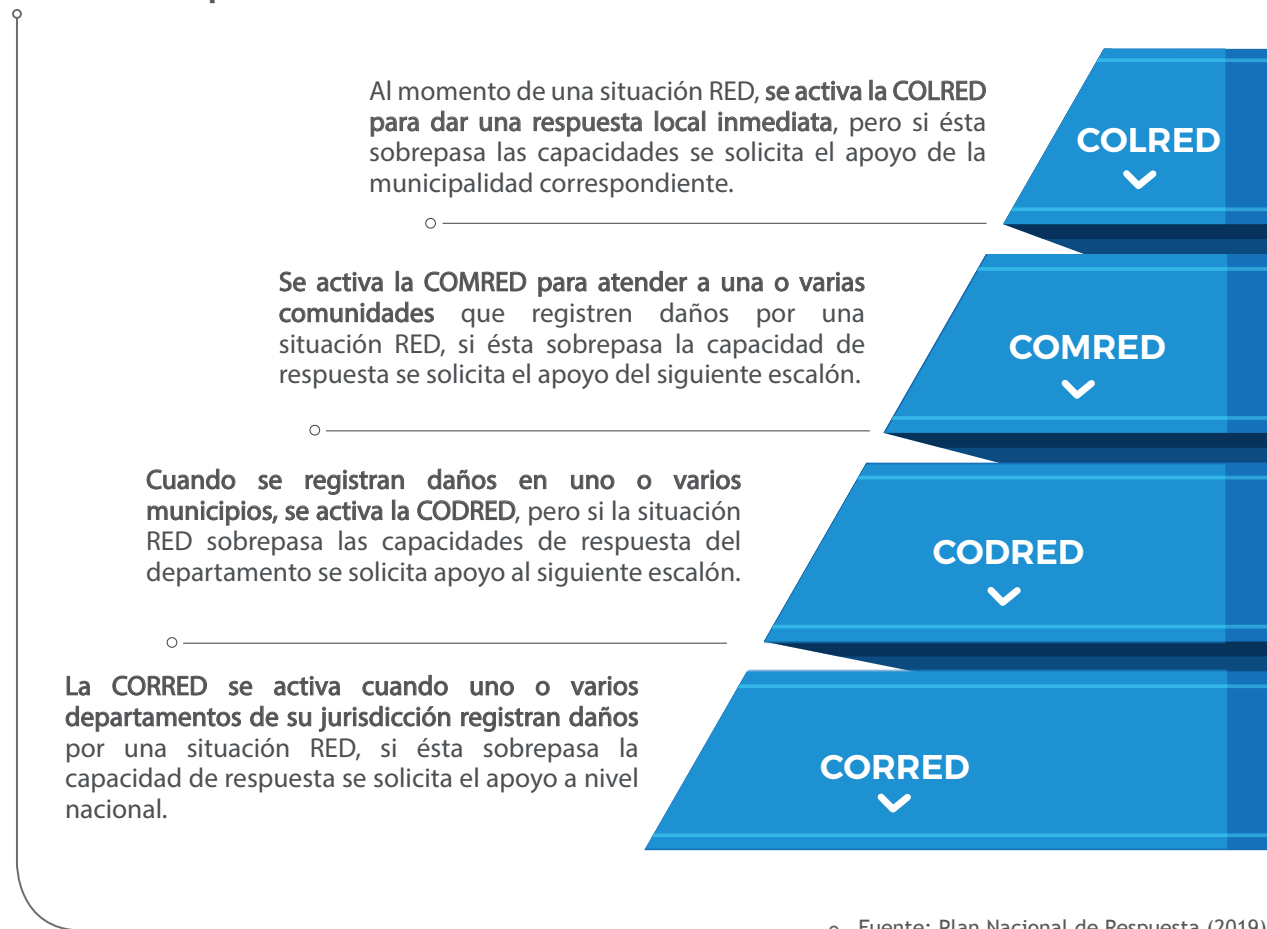 Al momento de una situación RED, se activa la COLRED
para dar una respuesta local inmediata, pero si ésta
sobrepasa las capacidades se solicita el apoyo de la
municipalidad correspondiente.
COLRED
Se activa la COMRED para atender a una o varias
comunidades que registren daños por una
situación RED, si ésta sobrepasa la capacidad de
respuesta se solicita el apoyo del siguiente escalón.
COMRED
Cuando se registran daños en uno o varios
municipios, se activa la CODRED, pero si la situación
RED sobrepasa las capacidades de respuesta del
departamento se solicita apoyo al siguiente escalón.
CODRED
La CORRED se activa cuando uno o varios
departamentos de su jurisdicción registran daños
por una situación RED, si ésta sobrepasa la
capacidad de respuesta se solicita el apoyo a nivel
nacional.
CORRED
Fuente: Plan Nacional de Respuesta (2019)